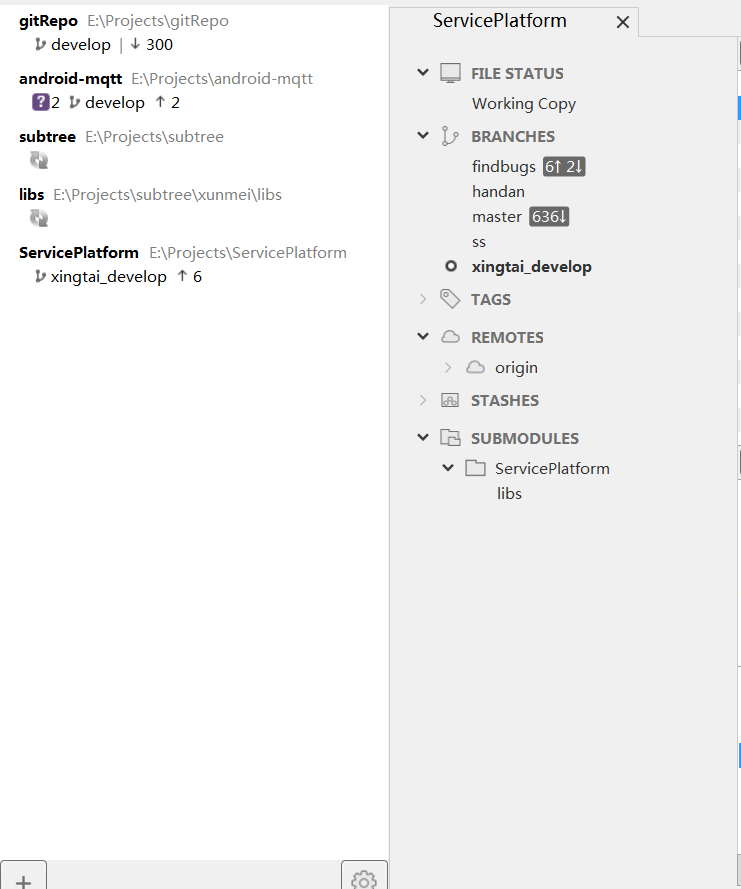 gitRepo E:\Projects\gitRepo
develop | ↓ 300
android-mqtt E:\Projects\android-mqtt
? 2 develop ↑ 2
subtree E:\Projects\subtree
libs E:\Projects\subtree\xunmei\libs
ServicePlatform E:\Projects\ServicePlatform
xingtai_develop ↑ 6
ServicePlatform
FILE STATUS
Working Copy
BRANCHES
findbugs 6↑ 2↓
handan
master 636↓
ss
xingtai_develop
TAGS
REMOTES
origin
STASHES
SUBMODULES
ServicePlatform
libs